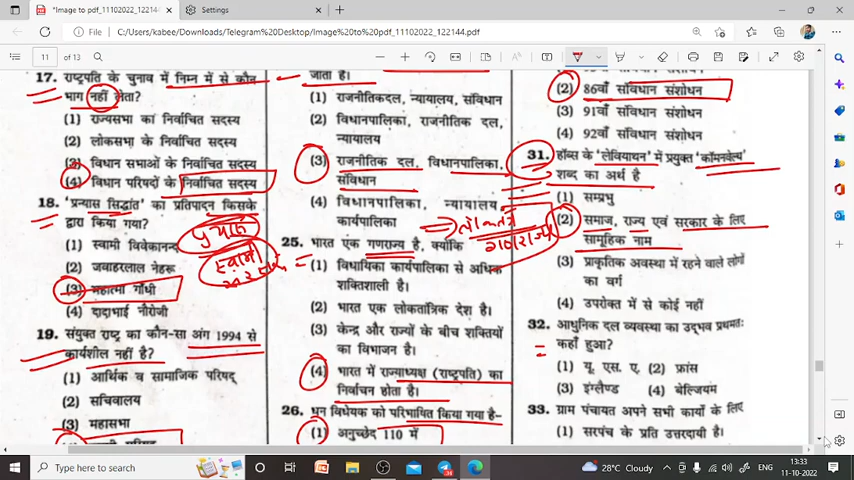 *Image to pdf_11102022_122144.
Settings
C:/Users/kabee/Downloads/Telegram%20Desktop/Image%20to%20pdf_11102022_122144.pdf
11 of 13
17. राष्ट्रपति के चुनाव में निम्न में से कौन
भाग नहीं लेता?
(1) राज्यसभा का निर्वाचित सदस्य
(2) लोकसभा के निर्वाचित सदस्य
(3) विधान सभाओं के निर्वाचित सदस्य
(4) विधान परिषदों के निर्वाचित सदस्य
18. 'प्रन्यास सिद्धांत' का प्रतिपादन किसके
द्वारा किया गया?
(1) स्वामी विवेकानन्द
(2) जवाहरलाल नेहरू
(3) महात्मा गाँधी
(4) दादाभाई नौरोजी
19. संयुक्त राष्ट्र का कौन-सा अंग 1994 से
कार्यशील नहीं है?
(1) आर्थिक व सामाजिक परिषद्
(2) सचिवालय
(3) महासभा
जाता है।
(1) राजनीतिकदल, न्यायालय, संविधान
(2) विधानपालिका, राजनीतिक दल,
न्यायालय
(3) राजनीतिक दल, विधानपालिका,
संविधान
(4) विधानपालिका, न्यायालय
कार्यपालिका
25. भारत एक गणराज्य है, क्योंकि
(1) विधायिका कार्यपालिका से अधिक
शक्तिशाली है।
(2) भारत एक लोकतांत्रिक देश है।
(3) केन्द्र और राज्यों के बीच शक्तियों
का विभाजन है।
(4) भारत में राज्याध्यक्ष (राष्ट्रपति) का
निर्वाचन होता है।
26. धन विधेयक को परिभाषित किया गया है-
(1) अनुच्छेद 110 में
(2) 86वाँ संविधान संशोधन
(3) 91वाँ संविधान संशोधन
(4) 92वाँ संविधान संशोधन
31. हॉब्स के 'लेवियाथन' में प्रयुक्त 'कॉमनवेल्थ'
शब्द का अर्थ है
(1) सम्प्रभु
(2) समाज, राज्य एवं सरकार के लिए
सामूहिक नाम
(3) प्राकृतिक अवस्था में रहने वाले लोगों
का वर्ग
(4) उपरोक्त में से कोई नहीं
32. आधुनिक दल व्यवस्था का उद्भव प्रथमतः
कहाँ हुआ?
(1) यू. एस. ए. (2) फ्रांस
(3) इंग्लैण्ड (4) बेल्जियम
33. ग्राम पंचायत अपने सभी कार्यों के लिए
(1) सरपंच के प्रति उत्तरदायी है।
Type here to search
28°C Cloudy
ENG
13:33
11-10-2022